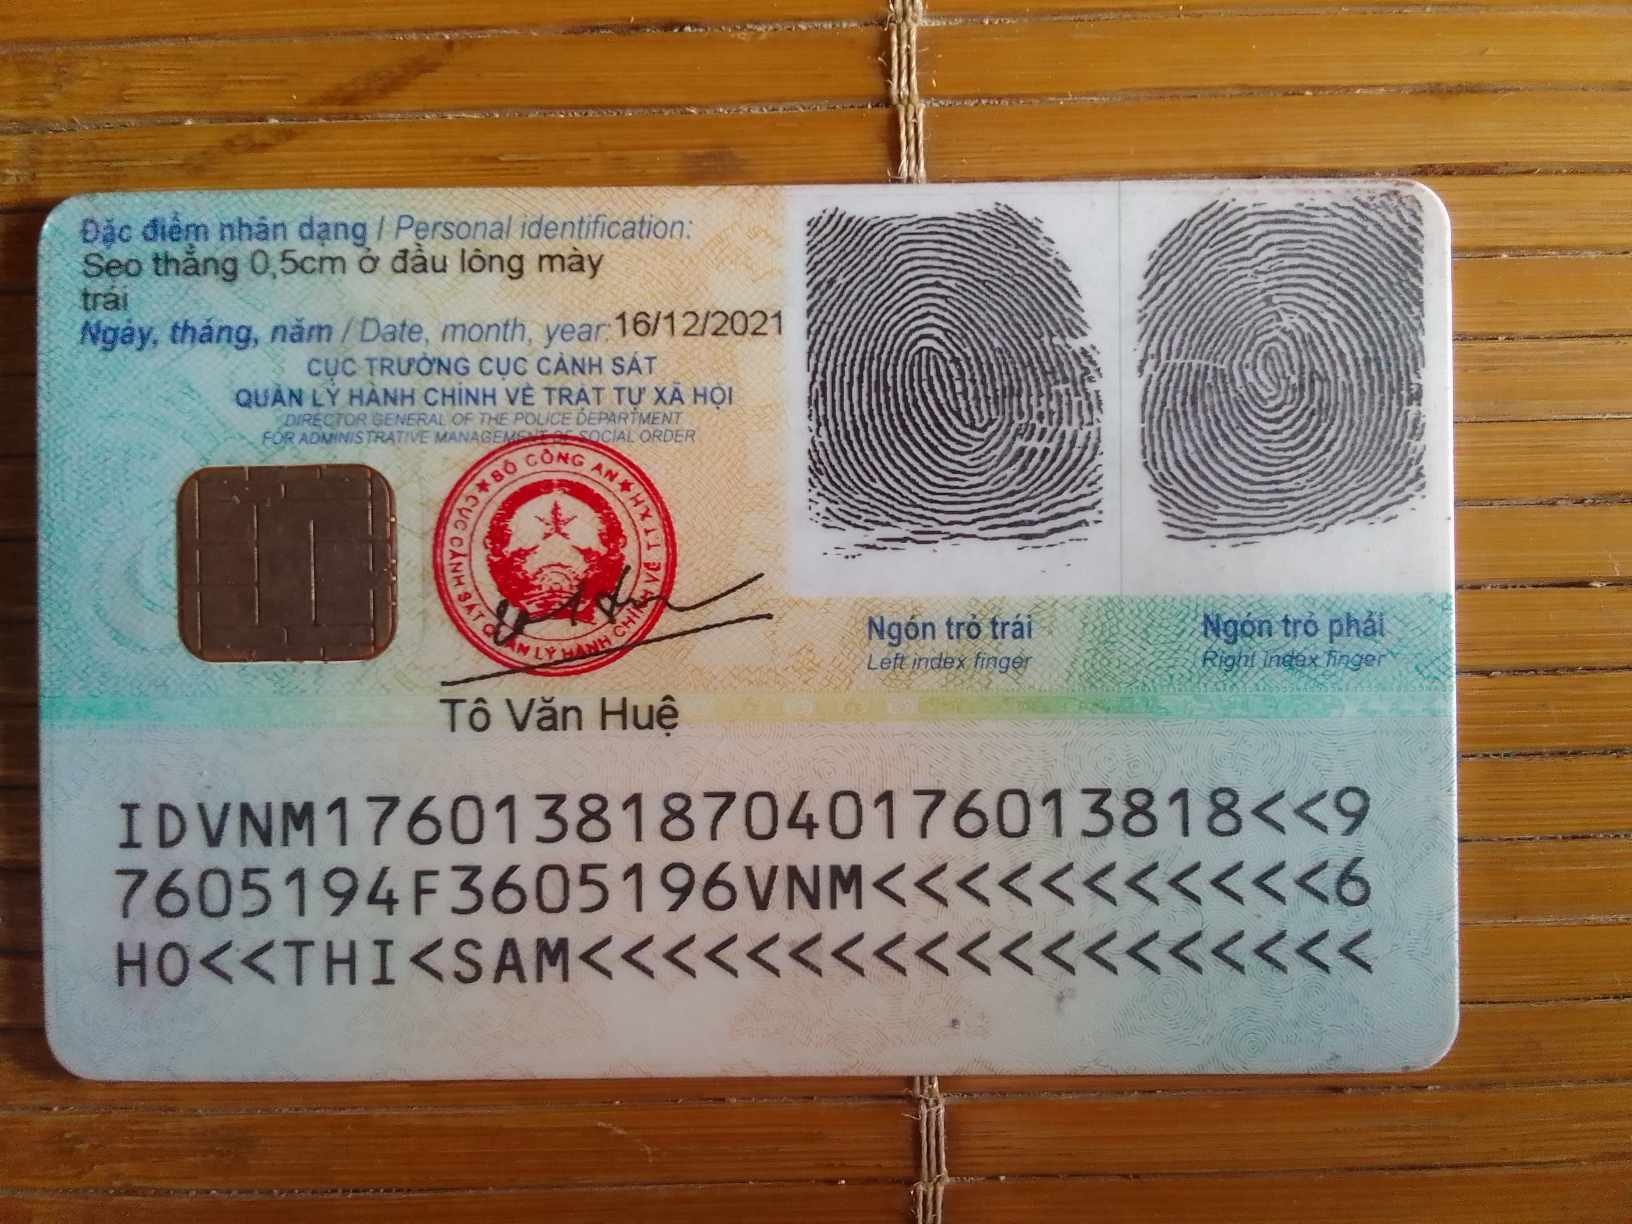 Đặc điểm nhân dạng / Personal identification:
Sẹo thẳng 0,5cm ở đầu lông mày
trái
Ngày, tháng, năm / Date, month, year: 16/12/2021
CỤC TRƯỞNG CỤC CẢNH SÁT
QUẢN LÝ HÀNH CHÍNH VỀ TRẬT TỰ XÃ HỘI
DIRECTOR GENERAL OF THE POLICE DEPARTMENT
FOR ADMINISTRATIVE MANAGEMENT OF SOCIAL ORDER
BỘ CÔNG AN
CỤC CẢNH SÁT QUẢN LÝ HÀNH CHÍNH VỀ TTXH
Tô Văn Huệ
Ngón trỏ trái
Left index finger
Ngón trỏ phải
Right index finger
IDVNM1760138187040176013818<<9
7605194F3605196VNM<<<<<<<<<<<6
HO<<THI<SAM<<<<<<<<<<<<<<<<<<<